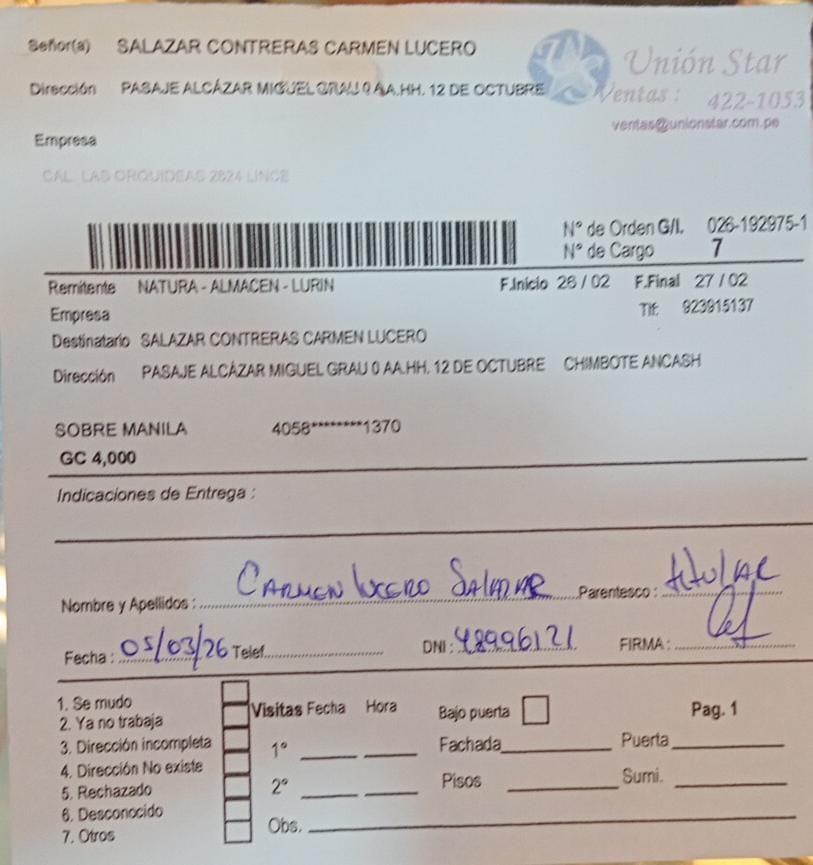 Señor(a) SALAZAR CONTRERAS CARMEN LUCERO
Unión Star
Dirección PASAJE ALCÁZAR MIGUEL GRAU 0 AA.HH. 12 DE OCTUBRE
Ventas : 422-1053
ventas@unionstar.com.pe
Empresa
CAL. LAS ORQUIDEAS 2824 LINCE
N° de Orden G/I. 026-192975-1
N° de Cargo 7
Remitente NATURA - ALMACEN - LURIN F.Inicio 26 / 02 F.Final 27 / 02
Empresa Tlf: 923915137
Destinatario SALAZAR CONTRERAS CARMEN LUCERO
Dirección PASAJE ALCÁZAR MIGUEL GRAU 0 AA.HH. 12 DE OCTUBRE CHIMBOTE ANCASH
SOBRE MANILA 4058********1370
GC 4,000
Indicaciones de Entrega :
Nombre y Apellidos : CARMEN LUCERO SALAZAR Parentesco : titular
Fecha : 05/03/26 Telef. DNI : 48996121 FIRMA :
1. Se mudo
2. Ya no trabaja
3. Dirección incompleta
4. Dirección No existe
5. Rechazado
6. Desconocido
7. Otros
Visitas Fecha Hora Bajo puerta Pag. 1
1° Fachada Puerta
2° Pisos Sumi.
Obs.